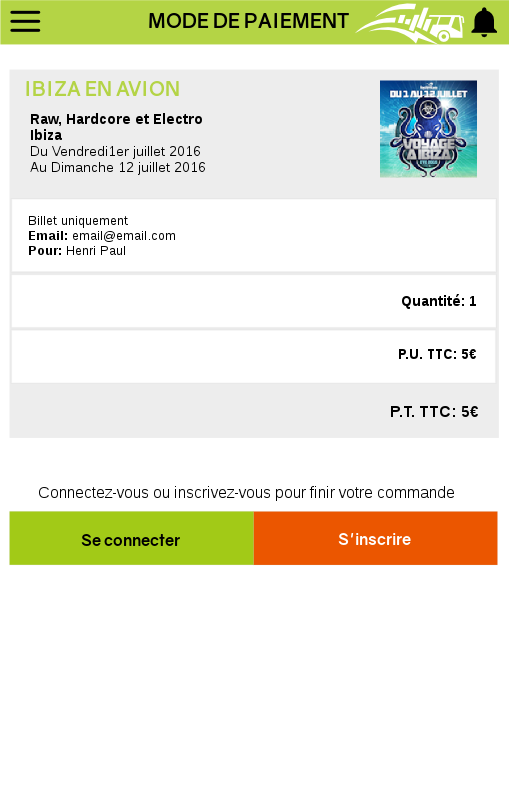 MODE DE PAIEMENT
IBIZA EN AVION
Raw, Hardcore et Electro
Ibiza
Du Vendredi1er juillet 2016
Au Dimanche 12 juillet 2016
DU 1 AU 12 JUILLET
VOYAGE
A IBIZA
Billet uniquement
Email: email@email.com
Pour: Henri Paul
Quantité: 1
P.U. TTC: 5€
P.T. TTC: 5€
Connectez-vous ou inscrivez-vous pour finir votre commande
Se connecter
S'inscrire